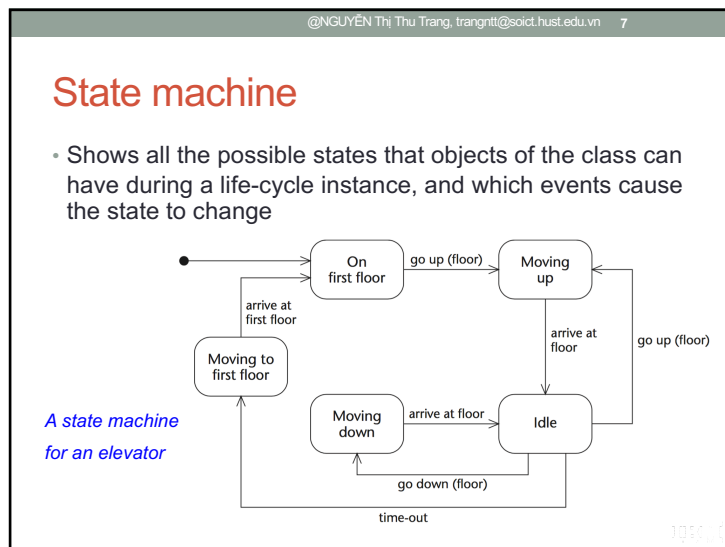 @NGUYỄN Thị Thu Trang, trangntt@soict.hust.edu.vn 7
State machine
• Shows all the possible states that objects of the class can
have during a life-cycle instance, and which events cause
the state to change
On
first floor
go up (floor)
Moving
up
arrive at
first floor
arrive at
floor
go up (floor)
Moving to
first floor
A state machine
for an elevator
Moving
down
arrive at floor
Idle
go down (floor)
time-out